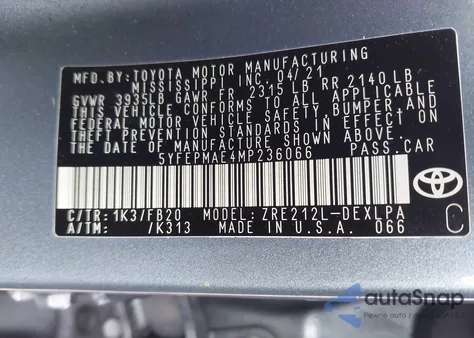 MFD.BY: TOYOTA MOTOR MANUFACTURING
MISSISSIPPI INC. 04/21
GVWR 3935LB GAWR FR 2315 LB RR 2140 LB
THIS VEHICLE CONFORMS TO ALL APPLICABLE
FEDERAL MOTOR VEHICLE SAFETY, BUMPER, AND
THEFT PREVENTION STANDARDS IN EFFECT ON
THE DATE OF MANUFACTURE SHOWN ABOVE.
5YFEPMAE4MP236066 PASS.CAR
C/TR: 1K3/FB20 MODEL: ZRE212L-DEXLPA
A/TM: /K313 MADE IN U.S.A. 066
TOYOTA
C
autoSnap
Pewne auto z